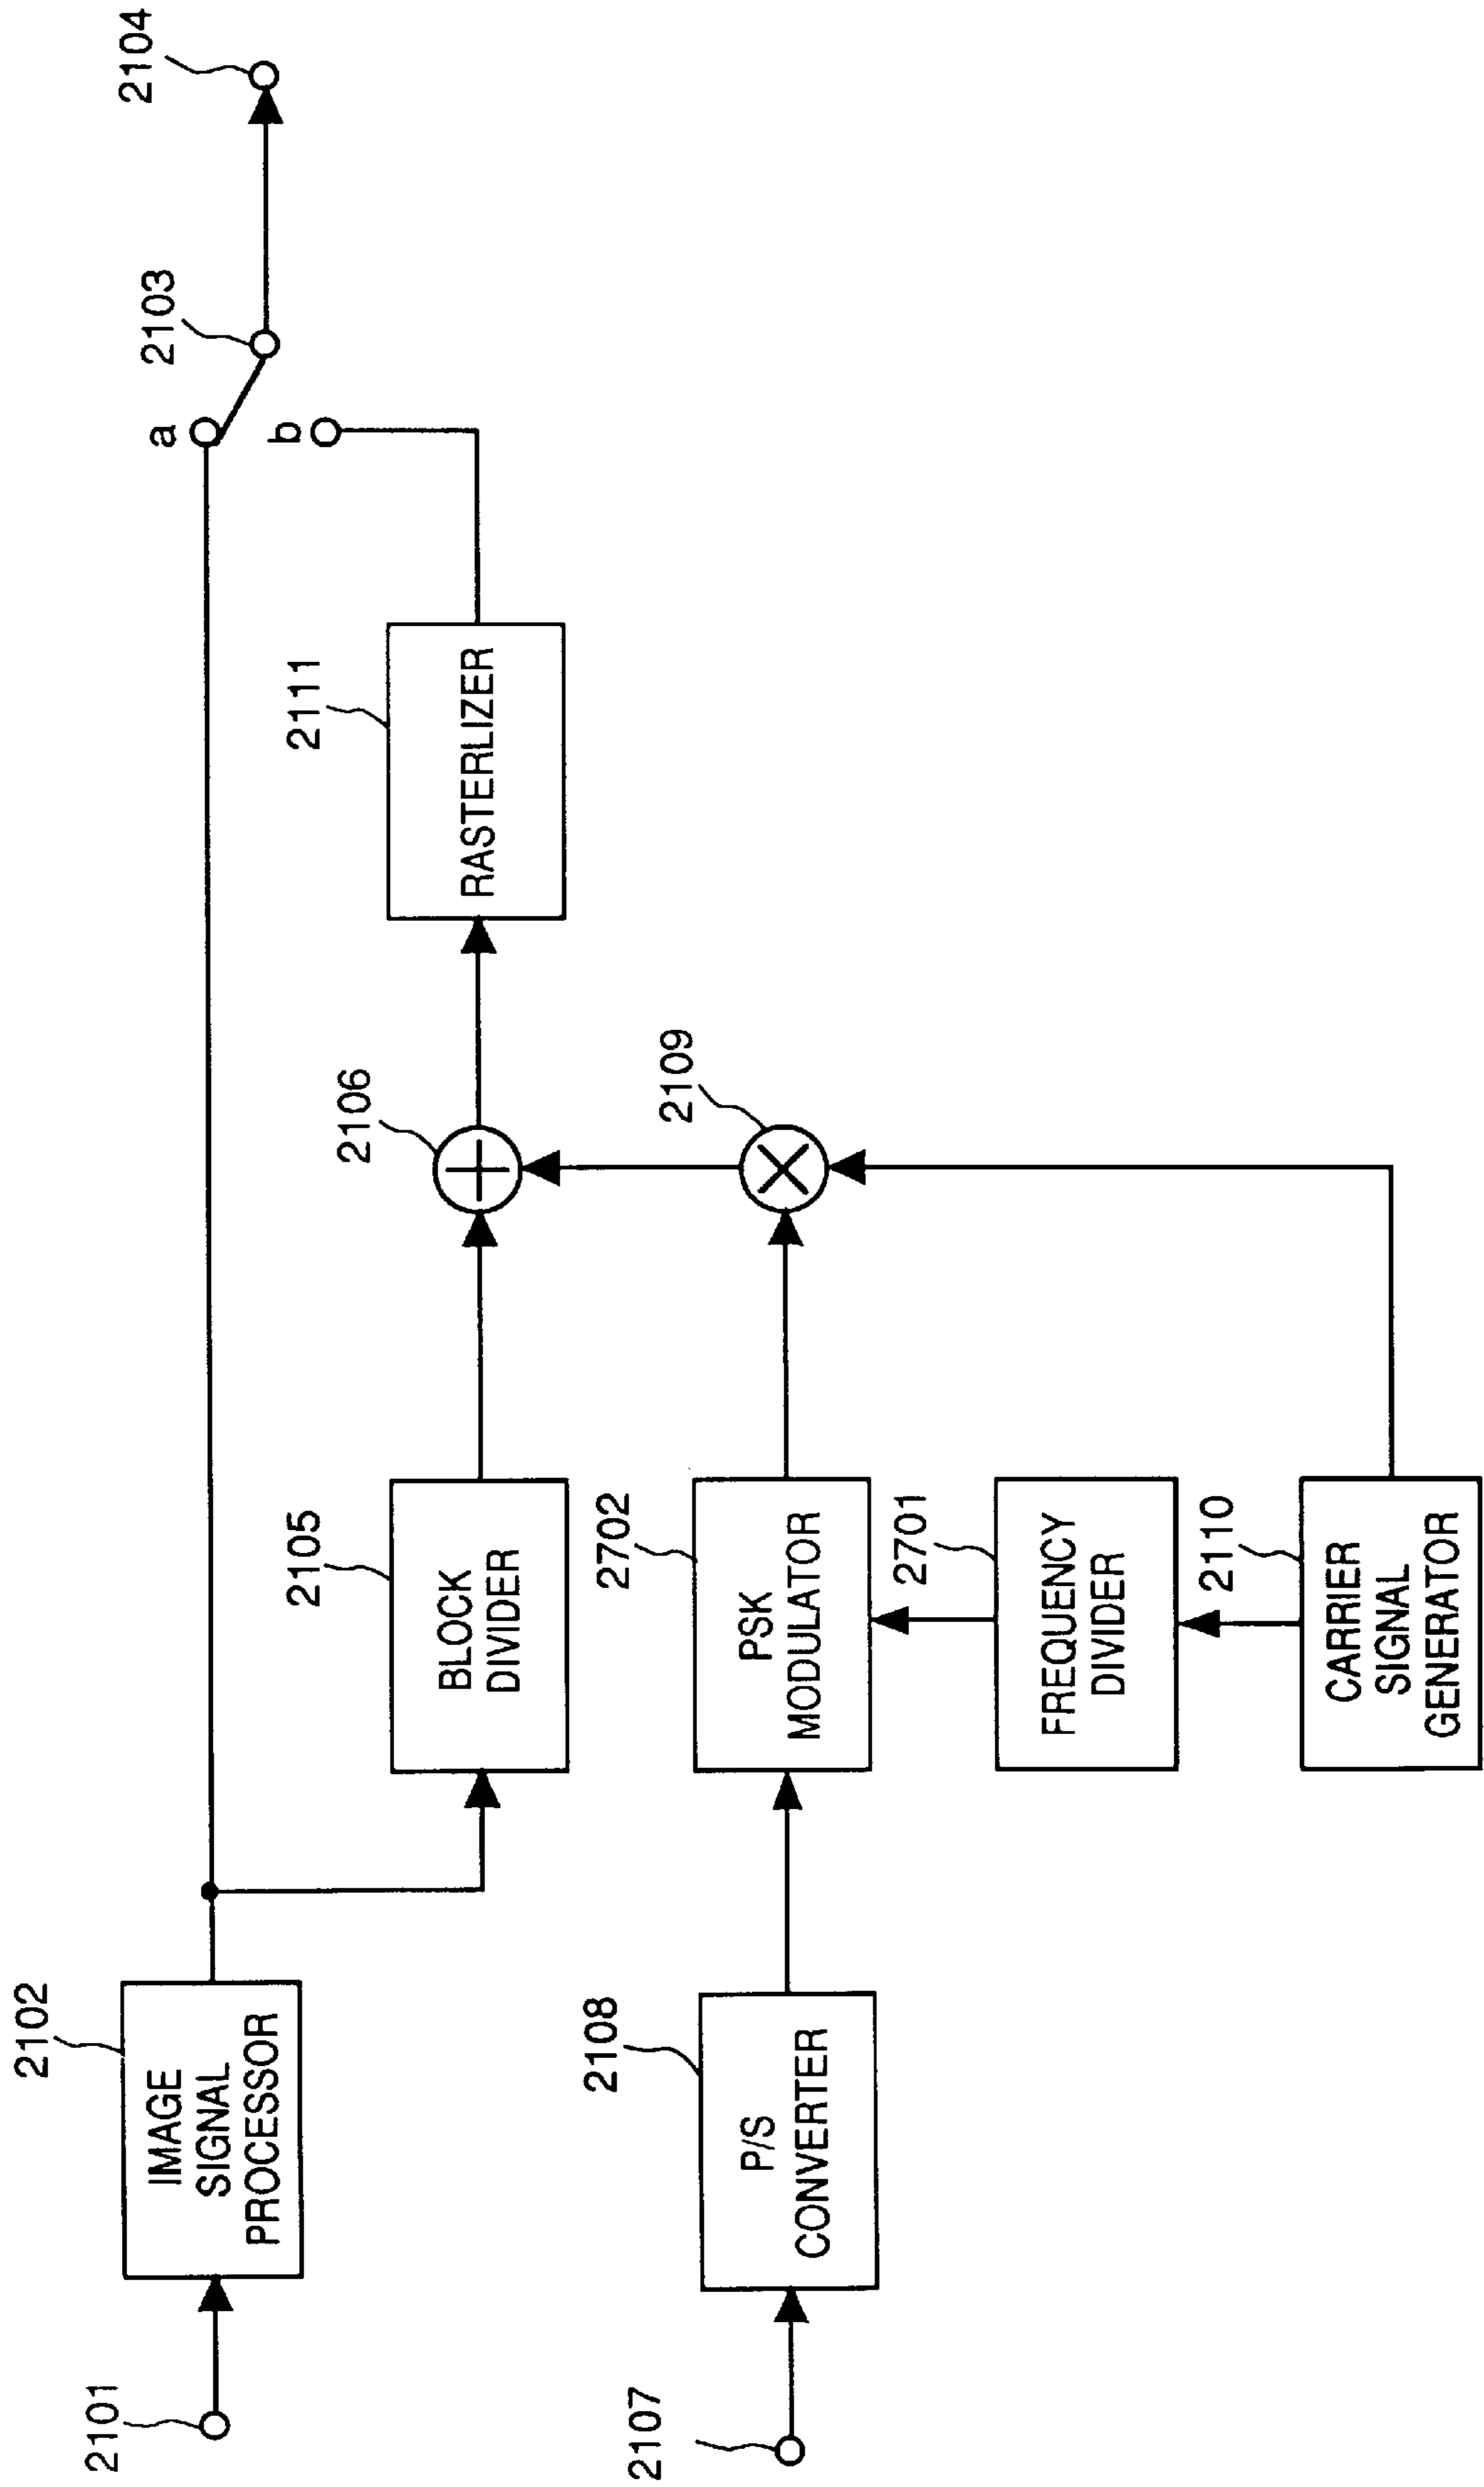 2101
2102
IMAGE
SIGNAL
PROCESSOR
a
b
2103
2104
2105
BLOCK
DIVIDER
2106
2111
RASTERLIZER
2107
2108
P/S
CONVERTER
2702
PSK
MODULATOR
2109
2701
FREQUENCY
DIVIDER
2110
CARRIER
SIGNAL
GENERATOR